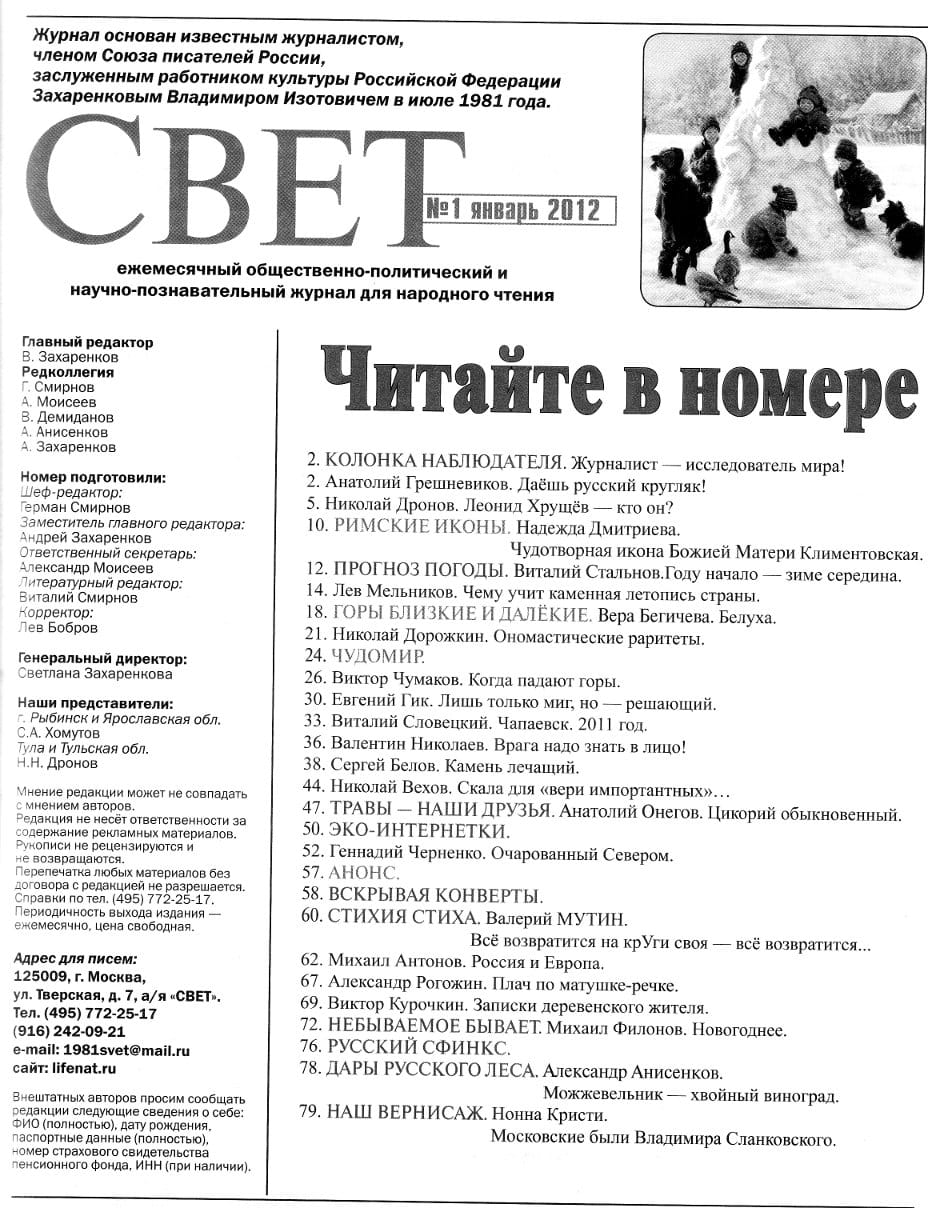 Журнал основан известным журналистом,
членом Союза писателей России,
заслуженным работником культуры Российской Федерации
Захаренковым Владимиром Изотовичем в июле 1981 года.
СВЕТ
№1 январь 2012
ежемесячный общественно-политический и
научно-познавательный журнал для народного чтения
Главный редактор
В. Захаренков
Редколлегия
Г. Смирнов
А. Моисеев
В. Демиданов
А. Анисенков
А. Захаренков
Номер подготовили:
Шеф-редактор:
Герман Смирнов
Заместитель главного редактора:
Андрей Захаренков
Ответственный секретарь:
Александр Моисеев
Литературный редактор:
Виталий Смирнов
Корректор:
Лев Бобров
Генеральный директор:
Светлана Захаренкова
Наши представители:
г. Рыбинск и Ярославская обл.
С.А. Хомутов
Тула и Тульская обл.
Н.Н. Дронов
Мнение редакции может не совпадать
с мнением авторов.
Редакция не несёт ответственности за
содержание рекламных материалов.
Рукописи не рецензируются и
не возвращаются.
Перепечатка любых материалов без
договора с редакцией не разрешается.
Справки по тел. (495) 772-25-17.
Периодичность выхода издания —
ежемесячно, цена свободная.
Адрес для писем:
125009, г. Москва,
ул. Тверская, д. 7, а/я «СВЕТ».
Тел. (495) 772-25-17
(916) 242-09-21
e-mail: 1981svet@mail.ru
сайт: lifenat.ru
Внештатных авторов просим сообщать
редакции следующие сведения о себе:
ФИО (полностью), дату рождения,
паспортные данные (полностью),
номер страхового свидетельства
пенсионного фонда, ИНН (при наличии).
Читайте в номере
2. КОЛОНКА НАБЛЮДАТЕЛЯ. Журналист — исследователь мира!
2. Анатолий Грешневиков. Даёшь русский кругляк!
5. Николай Дронов. Леонид Хрущёв — кто он?
10. РИМСКИЕ ИКОНЫ. Надежда Дмитриева.
Чудотворная икона Божией Матери Климентовская.
12. ПРОГНОЗ ПОГОДЫ. Виталий Стальнов.Году начало — зиме середина.
14. Лев Мельников. Чему учит каменная летопись страны.
18. ГОРЫ БЛИЗКИЕ И ДАЛЁКИЕ. Вера Бегичева. Белуха.
21. Николай Дорожкин. Ономастические раритеты.
24. ЧУДОМИР.
26. Виктор Чумаков. Когда падают горы.
30. Евгений Гик. Лишь только миг, но — решающий.
33. Виталий Словецкий. Чапаевск. 2011 год.
36. Валентин Николаев. Врага надо знать в лицо!
38. Сергей Белов. Камень лечащий.
44. Николай Вехов. Скала для «вери импортантных»...
47. ТРАВЫ — НАШИ ДРУЗЬЯ. Анатолий Онегов. Цикорий обыкновенный.
50. ЭКО-ИНТЕРНЕТКИ.
52. Геннадий Черненко. Очарованный Севером.
57. АНОНС.
58. ВСКРЫВАЯ КОНВЕРТЫ.
60. СТИХИЯ СТИХА. Валерий МУТИН.
Всё возвратится на крУги своя — всё возвратится...
62. Михаил Антонов. Россия и Европа.
67. Александр Рогожин. Плач по матушке-речке.
69. Виктор Курочкин. Записки деревенского жителя.
72. НЕБЫВАЕМОЕ БЫВАЕТ. Михаил Филонов. Новогоднее.
76. РУССКИЙ СФИНКС.
78. ДАРЫ РУССКОГО ЛЕСА. Александр Анисенков.
Можжевельник — хвойный виноград.
79. НАШ ВЕРНИСАЖ. Нонна Кристи.
Московские были Владимира Сланковского.